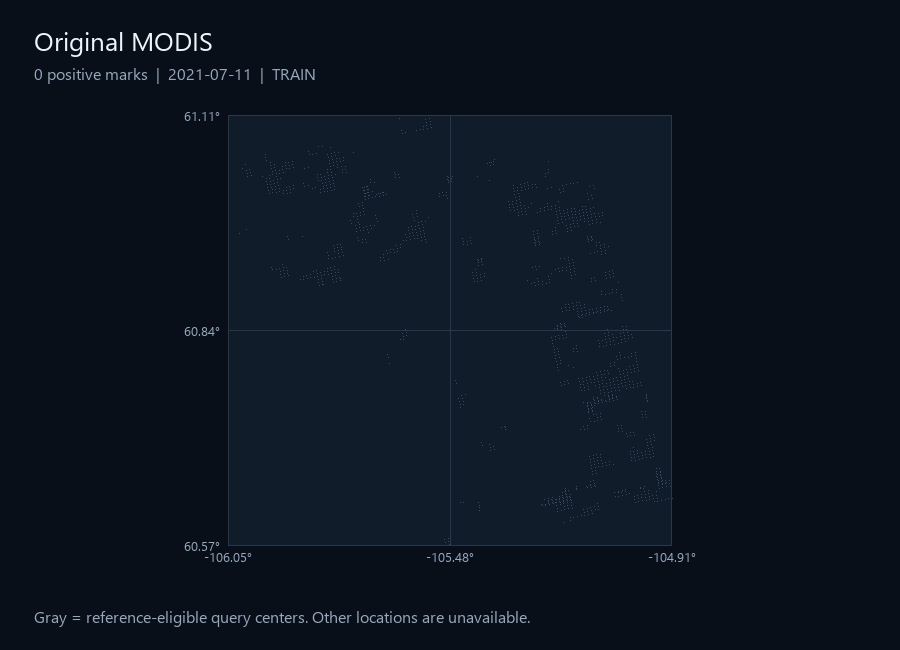 Original MODIS
0 positive marks | 2021-07-11 | TRAIN
61.11°
60.84°
60.57°
-106.05°
-105.48°
-104.91°
Gray = reference-eligible query centers. Other locations are unavailable.